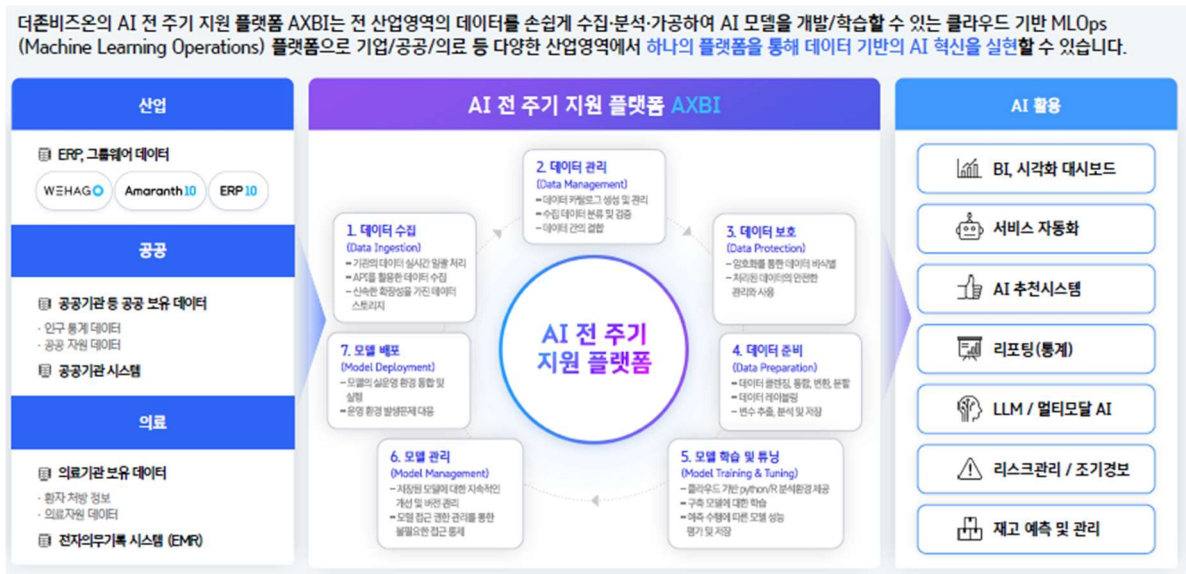 더존비즈온의 AI 전 주기 지원 플랫폼 AXBI는 전 산업영역의 데이터를 손쉽게 수집·분석·가공하여 AI 모델을 개발/학습할 수 있는 클라우드 기반 MLOps
(Machine Learning Operations) 플랫폼으로 기업/공공/의료 등 다양한 산업영역에서 하나의 플랫폼을 통해 데이터 기반의 AI 혁신을 실현할 수 있습니다.
산업
ERP, 그룹웨어 데이터
WEHAGO
Amaranth10
ERP10
공공
공공기관 등 공공 보유 데이터
· 인구 통계 데이터
· 공공 자원 데이터
공공기관 시스템
의료
의료기관 보유 데이터
· 환자 처방 정보
· 의료자원 데이터
전자의무기록 시스템 (EMR)
AI 전 주기 지원 플랫폼 AXBI
1. 데이터 수집
(Data Ingestion)
기관의 데이터 실시간 일괄 처리
API를 활용한 데이터 수집
신속한 확장성을 가진 데이터
스토리지
2. 데이터 관리
(Data Management)
데이터 카탈로그 생성 및 관리
수집 데이터 분류 및 검증
데이터 간의 결합
3. 데이터 보호
(Data Protection)
암호화를 통한 데이터 비식별
처리된 데이터의 안전한
관리와 사용
4. 데이터 준비
(Data Preparation)
데이터 클렌징, 통합, 변환, 분할
데이터 레이블링
변수 추출, 분석 및 저장
5. 모델 학습 및 튜닝
(Model Training & Tuning)
클라우드 기반 python/R 분석환경 제공
구축 모델에 대한 학습
예측 수행에 따른 모델 성능
평가 및 저장
6. 모델 관리
(Model Management)
저장된 모델에 대한 지속적인
개선 및 버전 관리
모델 접근 권한 관리를 통한
불필요한 접근 통제
7. 모델 배포
(Model Deployment)
모델의 실운영 환경 통합 및
실행
운영 환경 발생문제 대응
AI 전 주기
지원 플랫폼
AI 활용
BI, 시각화 대시보드
서비스 자동화
AI 추천시스템
리포팅(통계)
LLM / 멀티모달 AI
리스크관리 / 조기경보
재고 예측 및 관리